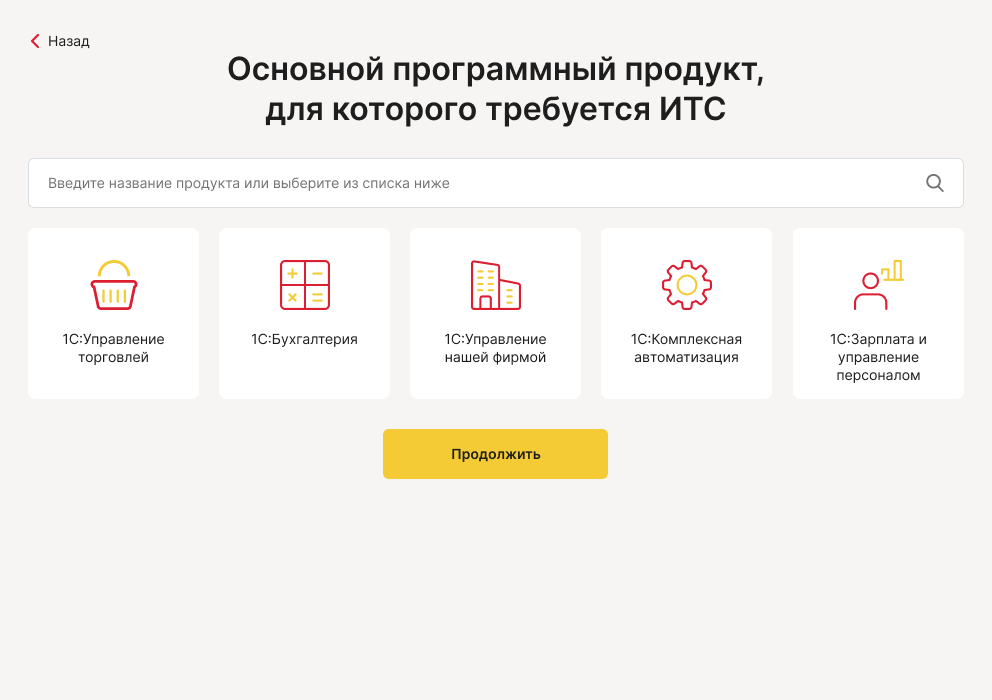 Назад
Основной программный продукт,
для которого требуется ИТС
Введите название продукта или выберите из списка ниже
1С:Управление
торговлей
1С:Бухгалтерия
1С:Управление
нашей фирмой
1С:Комплексная
автоматизация
1С:Зарплата и
управление
персоналом
Продолжить